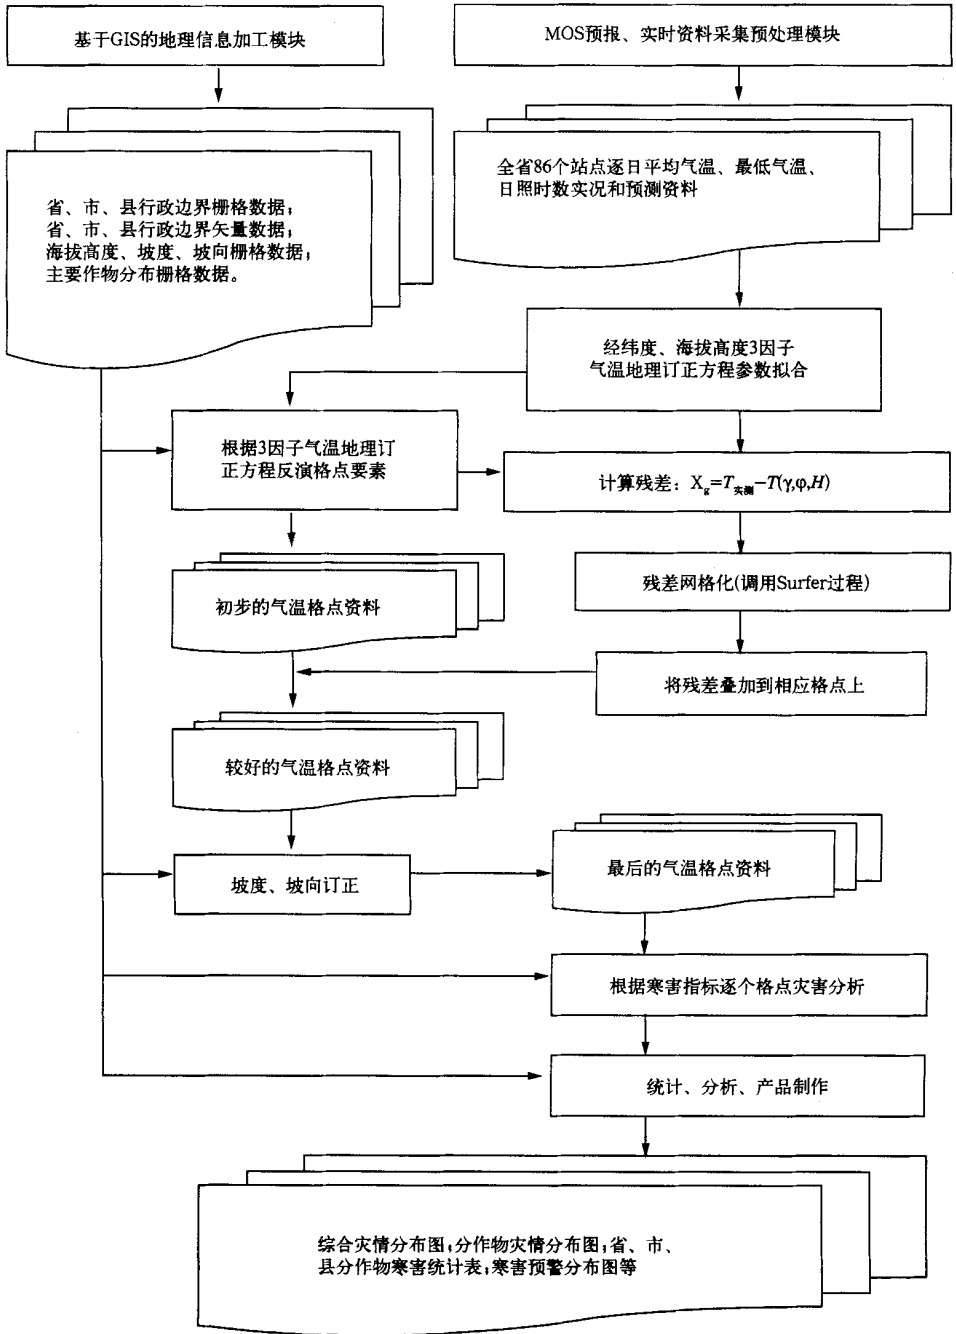 基于GIS的地理信息加工模块
MOS预报、实时资料采集预处理模块
省、市、县行政边界栅格数据;
省、市、县行政边界矢量数据;
海拔高度、坡度、坡向栅格数据;
主要作物分布栅格数据。
全省86个站点逐日平均气温、最低气温、
日照时数实况和预测资料
经纬度、海拔高度3因子
气温地理订正方程参数拟合
根据3因子气温地理订
正方程反演格点要素
计算残差: Xg=T实测−T(γ,φ,H)
残差网格化(调用Surfer过程)
初步的气温格点资料
将残差叠加到相应格点上
较好的气温格点资料
坡度、坡向订正
最后的气温格点资料
根据寒害指标逐个格点灾害分析
统计、分析、产品制作
综合灾情分布图;分作物灾情分布图;省、市、
县分作物寒害统计表;寒害预警分布图等